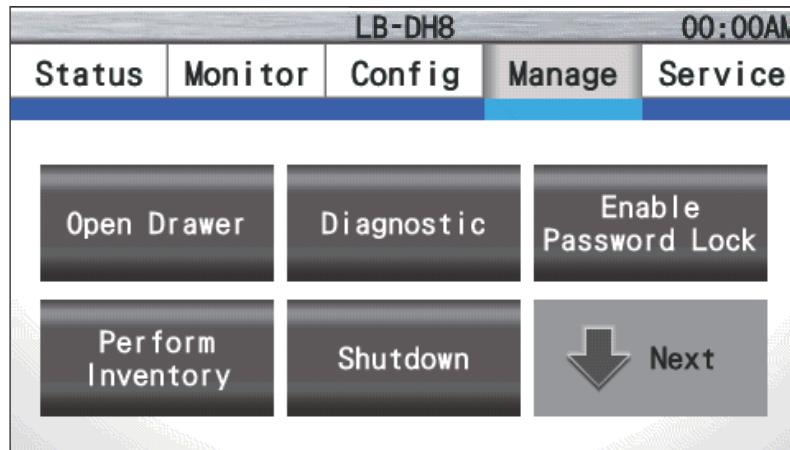 LB-DH8 00:00AM
Status Monitor Config Manage Service
Open Drawer Diagnostic Enable
Password Lock
Perform
Inventory Shutdown Next